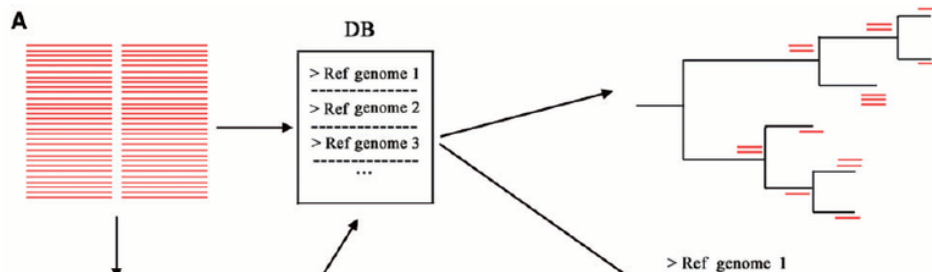 A
DB
> Ref genome 1
> Ref genome 2
> Ref genome 3
...
> Ref genome 1